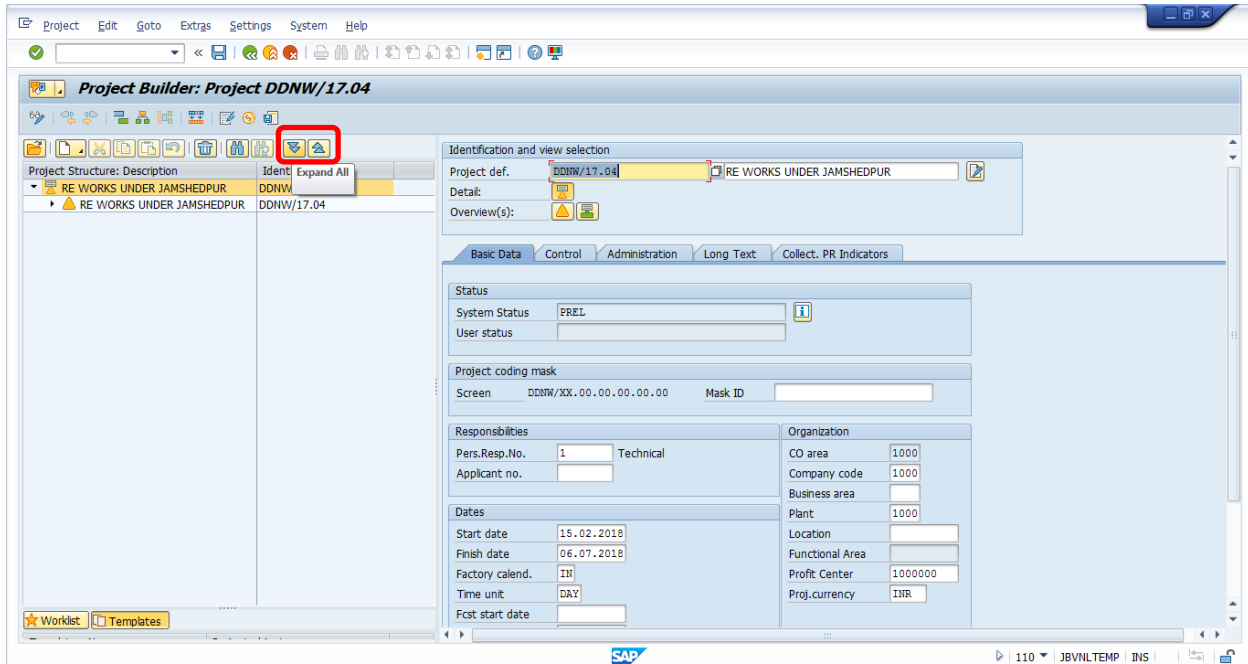 Project Edit Goto Extras Settings System Help
Project Builder: Project DDNW/17.04
Project Structure: Description
Expand All
RE WORKS UNDER JAMSHEDPUR
RE WORKS UNDER JAMSHEDPUR DDNW/17.04
Worklist Templates
Identification and view selection
Project def. DDNW/17.04 RE WORKS UNDER JAMSHEDPUR
Detail:
Overview(s):
Basic Data Control Administration Long Text Collect. PR Indicators
Status
System Status PREL
User status
Project coding mask
Screen DDNW/XX.00.00.00.00.00 Mask ID
Responsibilities
Pers.Resp.No. 1 Technical
Applicant no.
Organization
CO area 1000
Company code 1000
Business area
Plant 1000
Location
Functional Area
Profit Center 1000000
Proj.currency INR
Dates
Start date 15.02.2018
Finish date 06.07.2018
Factory calend. IN
Time unit DAY
Fcst start date
SAP
110 JBVNLTEMP INS